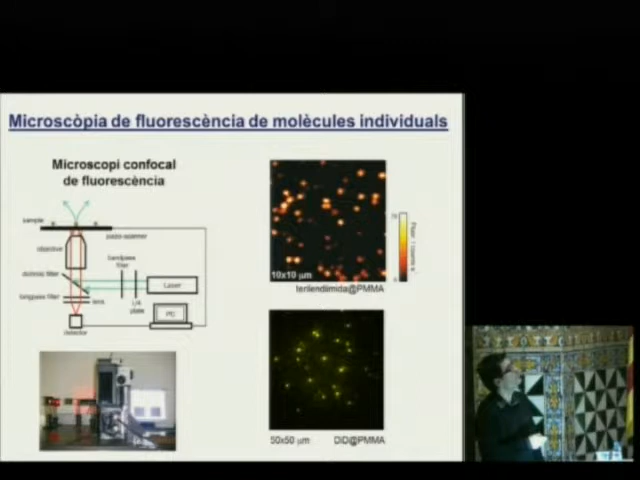 Microscòpia de fluorescència de molècules individuals
Microscopi confocal
de fluorescència
sample
piezo-scanner
objective
bandpass
filter
dichroic filter
Laser
longpass filter
lens
λ/4
plate
PC
detector
10x10 µm
terilendiimida@PMMA
50x50 µm
DiD@PMMA